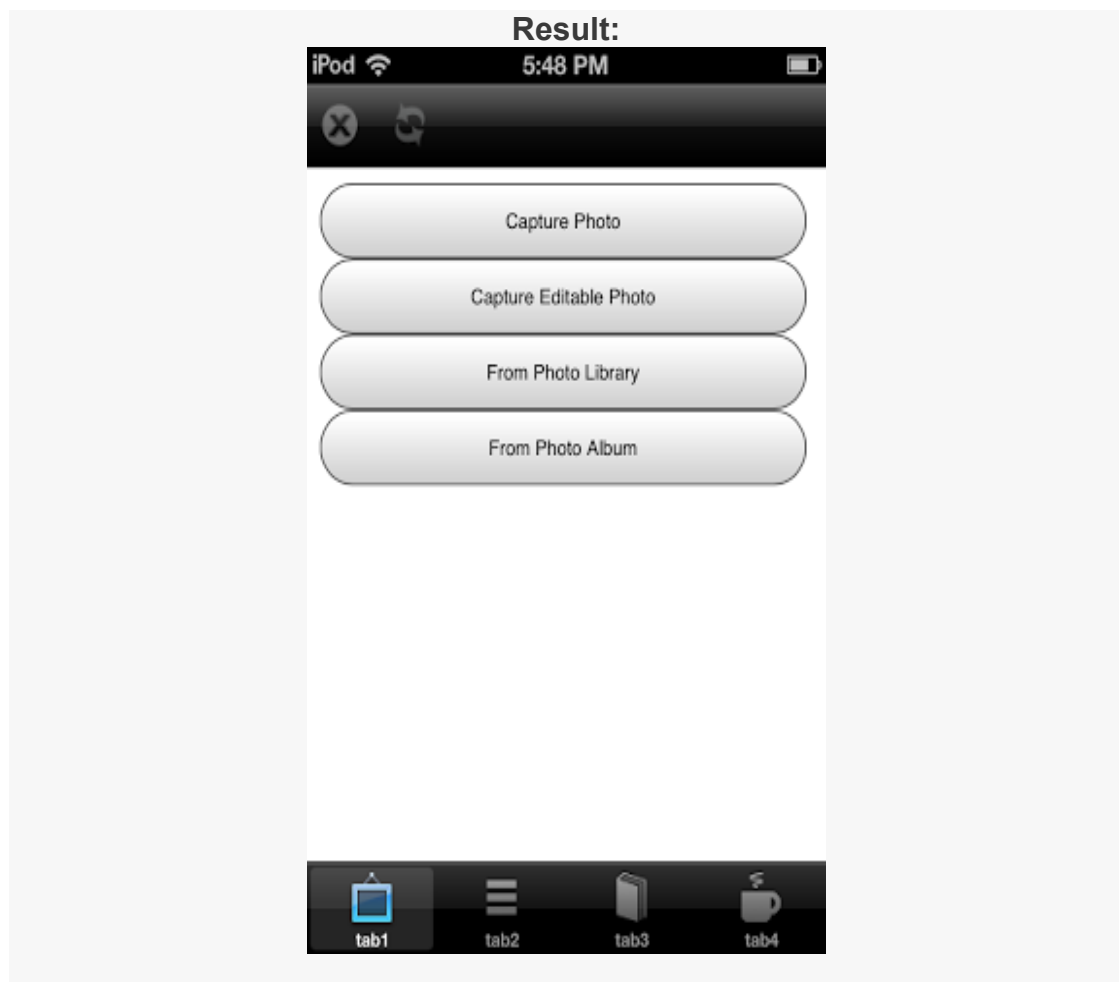 Result:
iPod 5:48 PM
Capture Photo
Capture Editable Photo
From Photo Library
From Photo Album
tab1 tab2 tab3 tab4